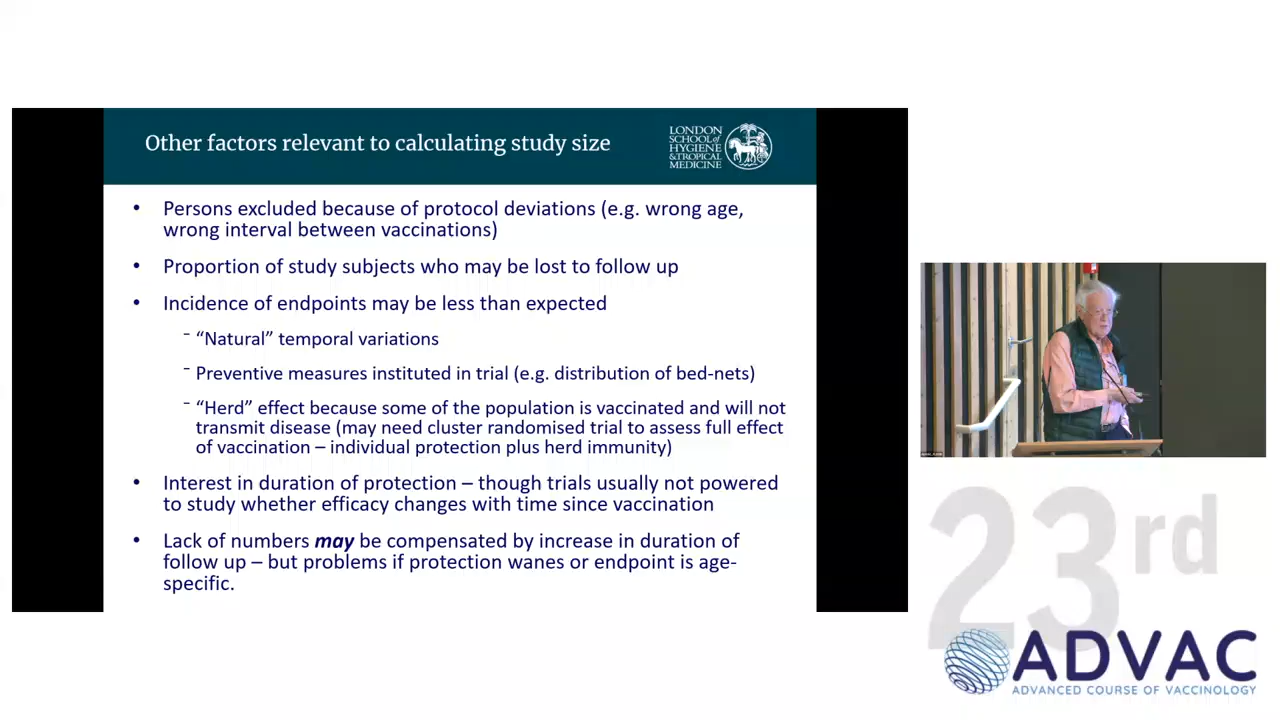 Other factors relevant to calculating study size
LONDON
SCHOOL of
HYGIENE
& TROPICAL
MEDICINE
• Persons excluded because of protocol deviations (e.g. wrong age,
wrong interval between vaccinations)
• Proportion of study subjects who may be lost to follow up
• Incidence of endpoints may be less than expected
- “Natural” temporal variations
- Preventive measures instituted in trial (e.g. distribution of bed-nets)
- “Herd” effect because some of the population is vaccinated and will not
transmit disease (may need cluster randomised trial to assess full effect
of vaccination – individual protection plus herd immunity)
• Interest in duration of protection – though trials usually not powered
to study whether efficacy changes with time since vaccination
• Lack of numbers may be compensated by increase in duration of
follow up – but problems if protection wanes or endpoint is age-
specific.
23rd
ADVAC
ADVANCED COURSE OF VACCINOLOGY